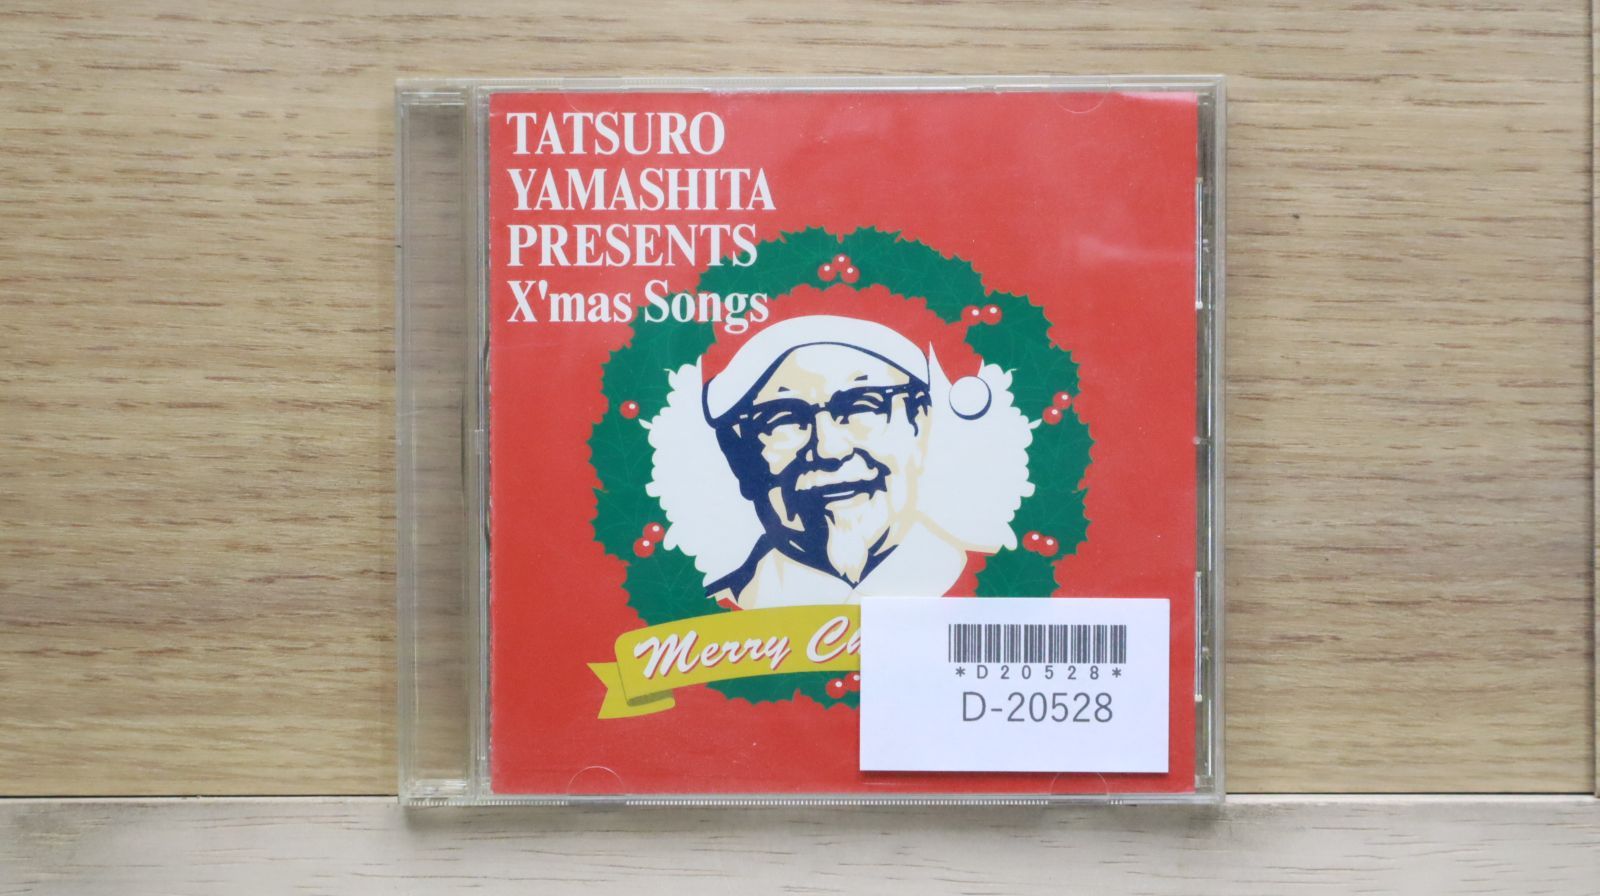 TATSURO
YAMASHITA
PRESENTS
X'mas Songs
Merry
*D20528*
D-20528